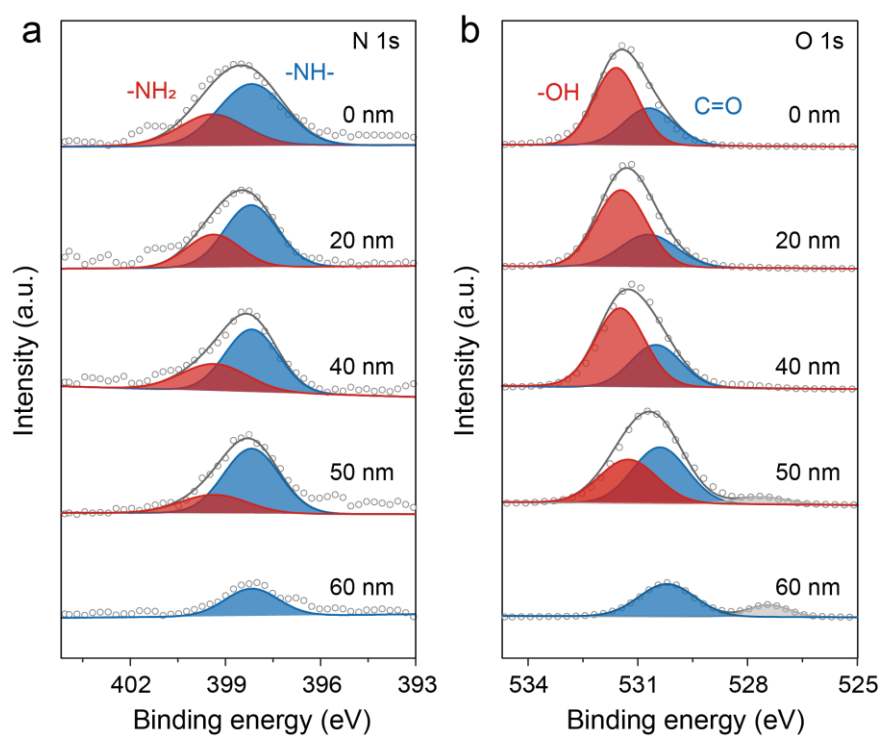 a
N 1s
-NH₂
-NH-
0 nm
20 nm
40 nm
50 nm
60 nm
402
399
396
393
Binding energy (eV)
Intensity (a.u.)
b
O 1s
-OH
C=O
0 nm
20 nm
40 nm
50 nm
60 nm
534
531
528
525
Binding energy (eV)
Intensity (a.u.)